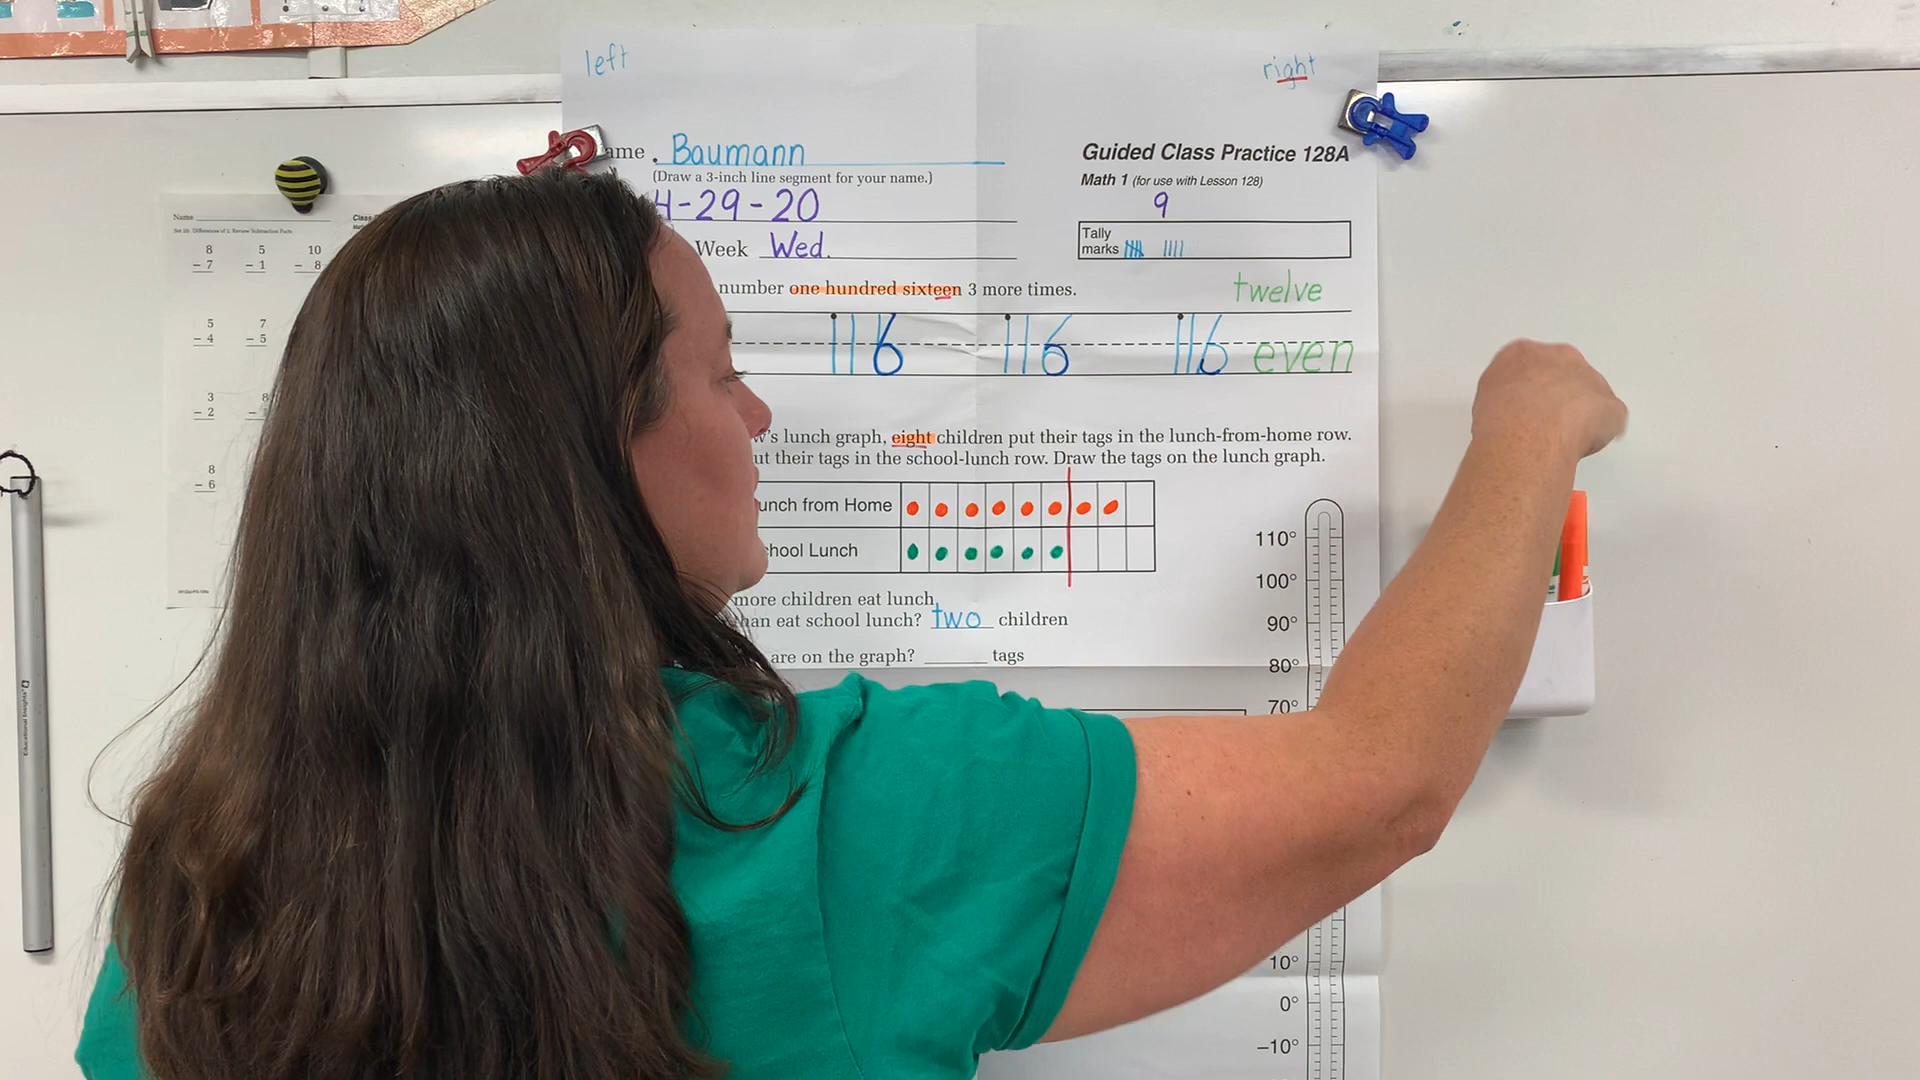 left
right
ame . Baumann
(Draw a 3-inch line segment for your name.)
4-29-20
Week Wed.
Guided Class Practice 128A
Math 1 (for use with Lesson 128)
9
Tally
marks
number one hundred sixteen 3 more times.
twelve
116 116 116 even
w's lunch graph, eight children put their tags in the lunch-from-home row.
ut their tags in the school-lunch row. Draw the tags on the lunch graph.
unch from Home
hool Lunch
more children eat lunch
han eat school lunch? two children
are on the graph? ____ tags
110°
100°
90°
80°
70°
10°
0°
–10°
Name
8 5 10
– 7 – 1 – 8
5 7
– 4 – 5
3 8
– 2 –
8
– 6
Educational Insights